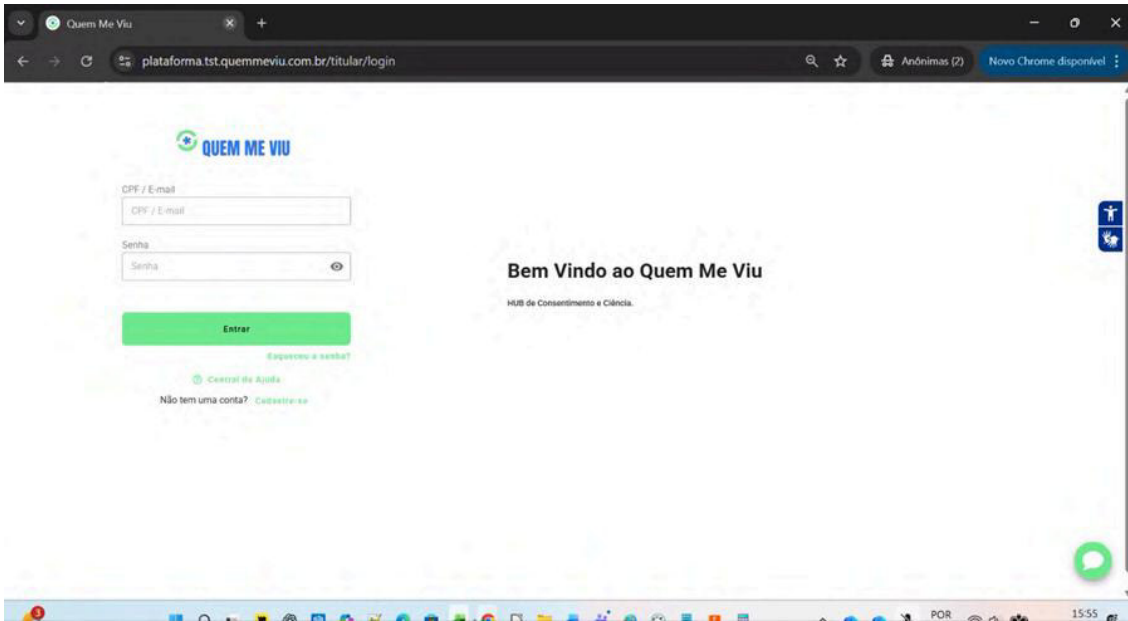 Quem Me Viu
plataforma.tst.quemmeviu.com.br/titular/login
Anônimas (2)
Novo Chrome disponível
QUEM ME VIU
CPF / E-mail
CPF / E-mail
Senha
Senha
Entrar
Esqueceu a senha?
Central de Ajuda
Não tem uma conta? Cadastre-se
Bem Vindo ao Quem Me Viu
HUB de Consentimento e Ciência.
3
POR
15:55